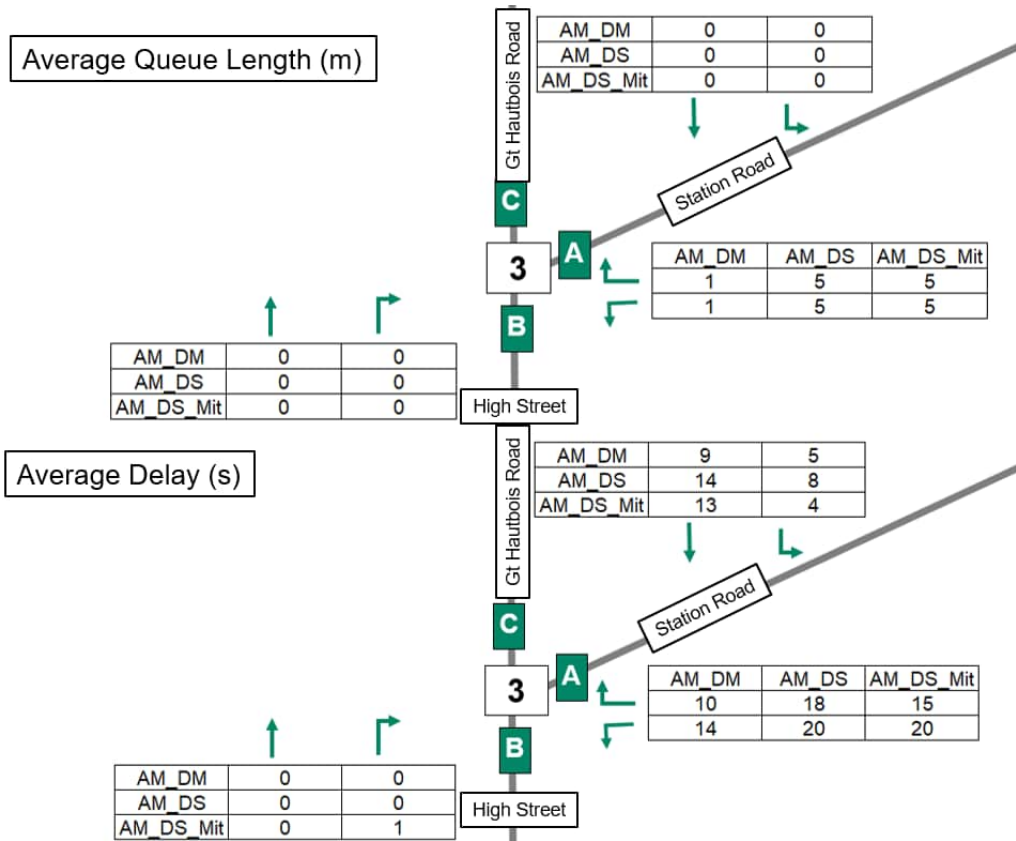 Average Queue Length (m)
Gt Hautbois Road
AM_DM 0 0
AM_DS 0 0
AM_DS_Mit 0 0
Station Road
C
A
3
B
AM_DM AM_DS AM_DS_Mit
1 5 5
1 5 5
AM_DM 0 0
AM_DS 0 0
AM_DS_Mit 0 0
High Street
Average Delay (s)
Gt Hautbois Road
AM_DM 9 5
AM_DS 14 8
AM_DS_Mit 13 4
Station Road
C
A
3
B
AM_DM AM_DS AM_DS_Mit
10 18 15
14 20 20
AM_DM 0 0
AM_DS 0 0
AM_DS_Mit 0 1
High Street